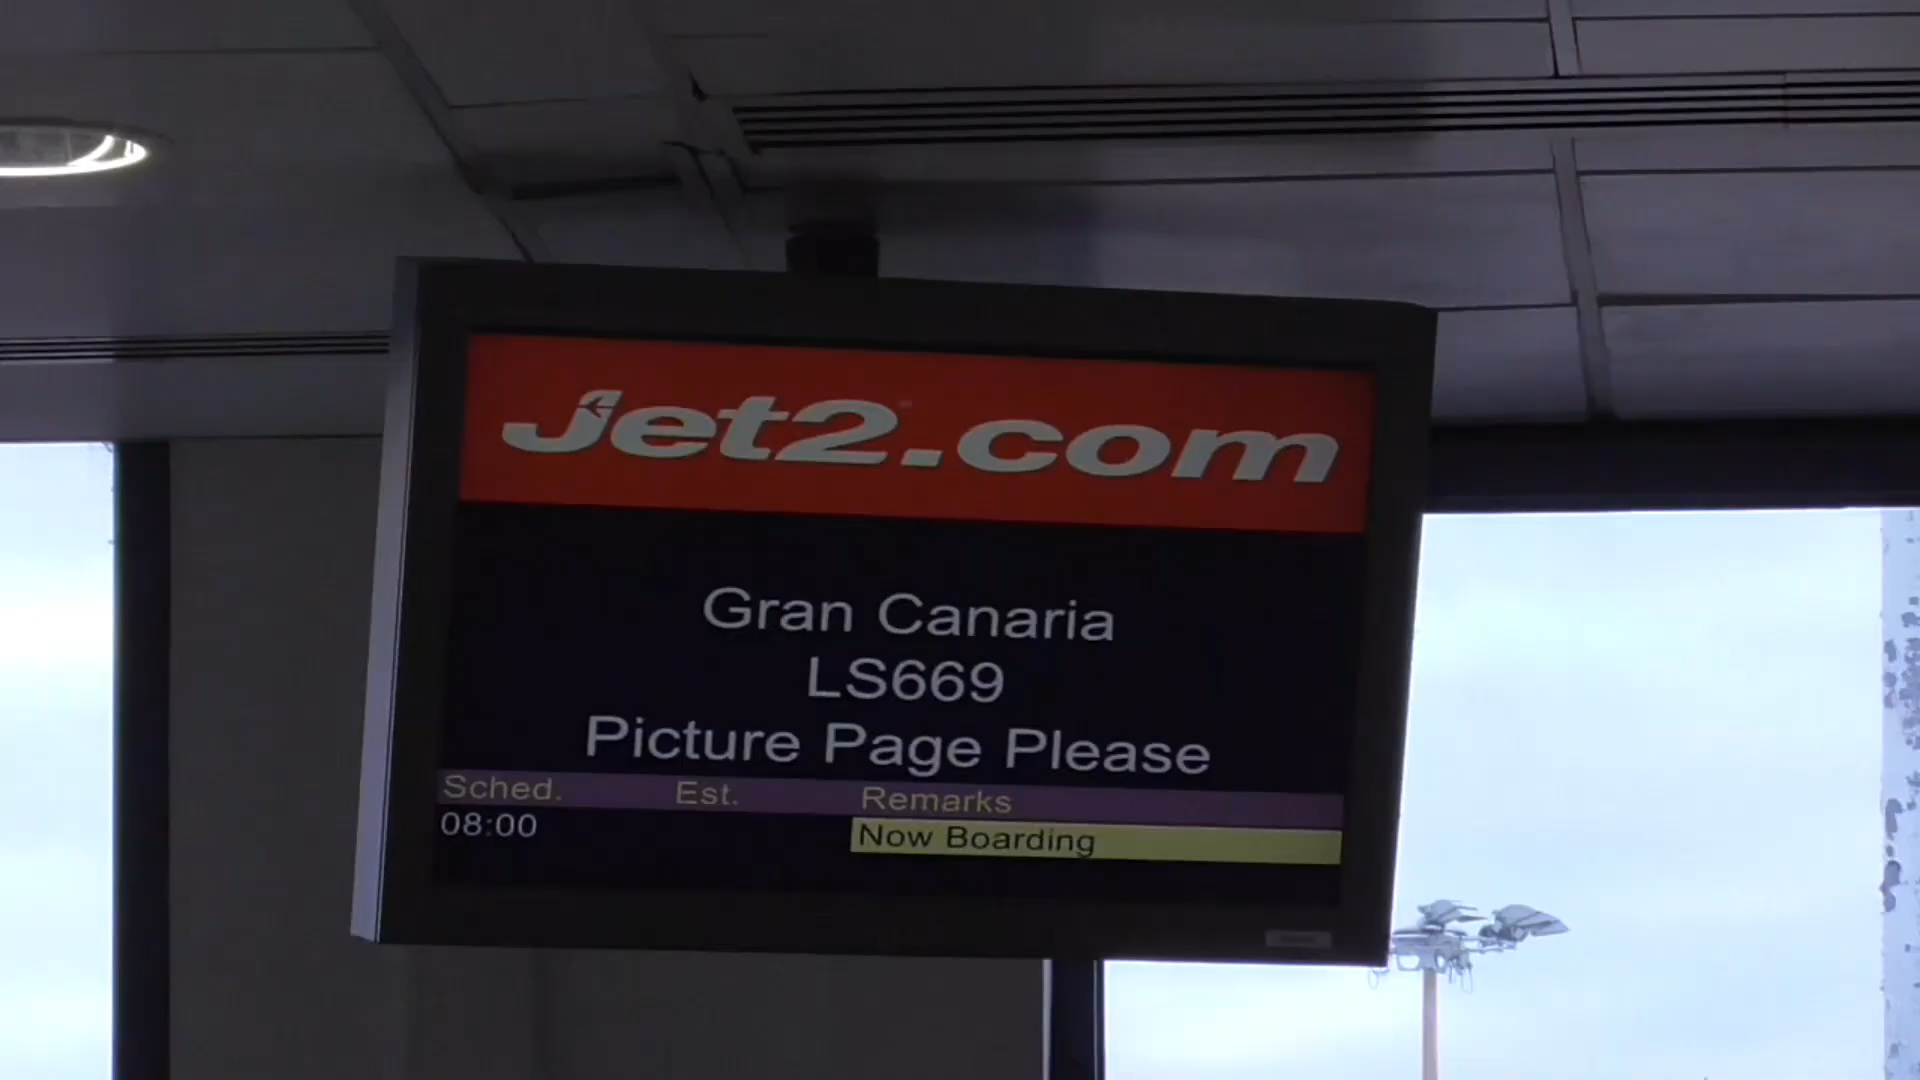 Jet2.com
Gran Canaria
LS669
Picture Page Please
Sched. Est. Remarks
08:00 Now Boarding